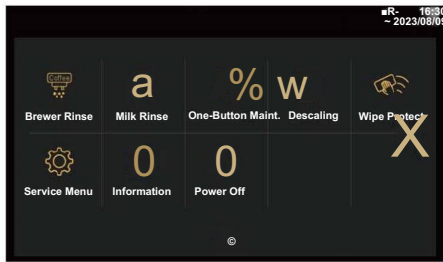 ■R- 16:30
~ 2023/08/09
Coffee
a
%
w
Brewer Rinse
Milk Rinse
One-Button Maint.
Descaling
Wipe Protect
X
0
0
Service Menu
Information
Power Off
©